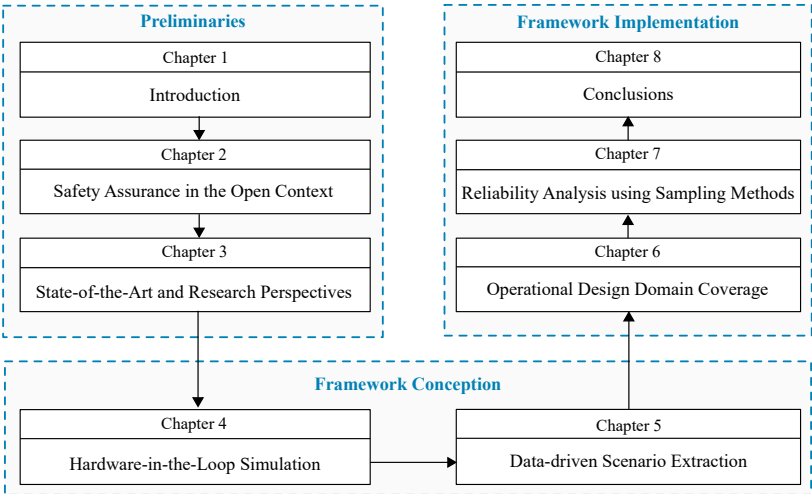 Preliminaries
Chapter 1
Introduction
Chapter 2
Safety Assurance in the Open Context
Chapter 3
State-of-the-Art and Research Perspectives
Framework Implementation
Chapter 8
Conclusions
Chapter 7
Reliability Analysis using Sampling Methods
Chapter 6
Operational Design Domain Coverage
Framework Conception
Chapter 4
Hardware-in-the-Loop Simulation
Chapter 5
Data-driven Scenario Extraction